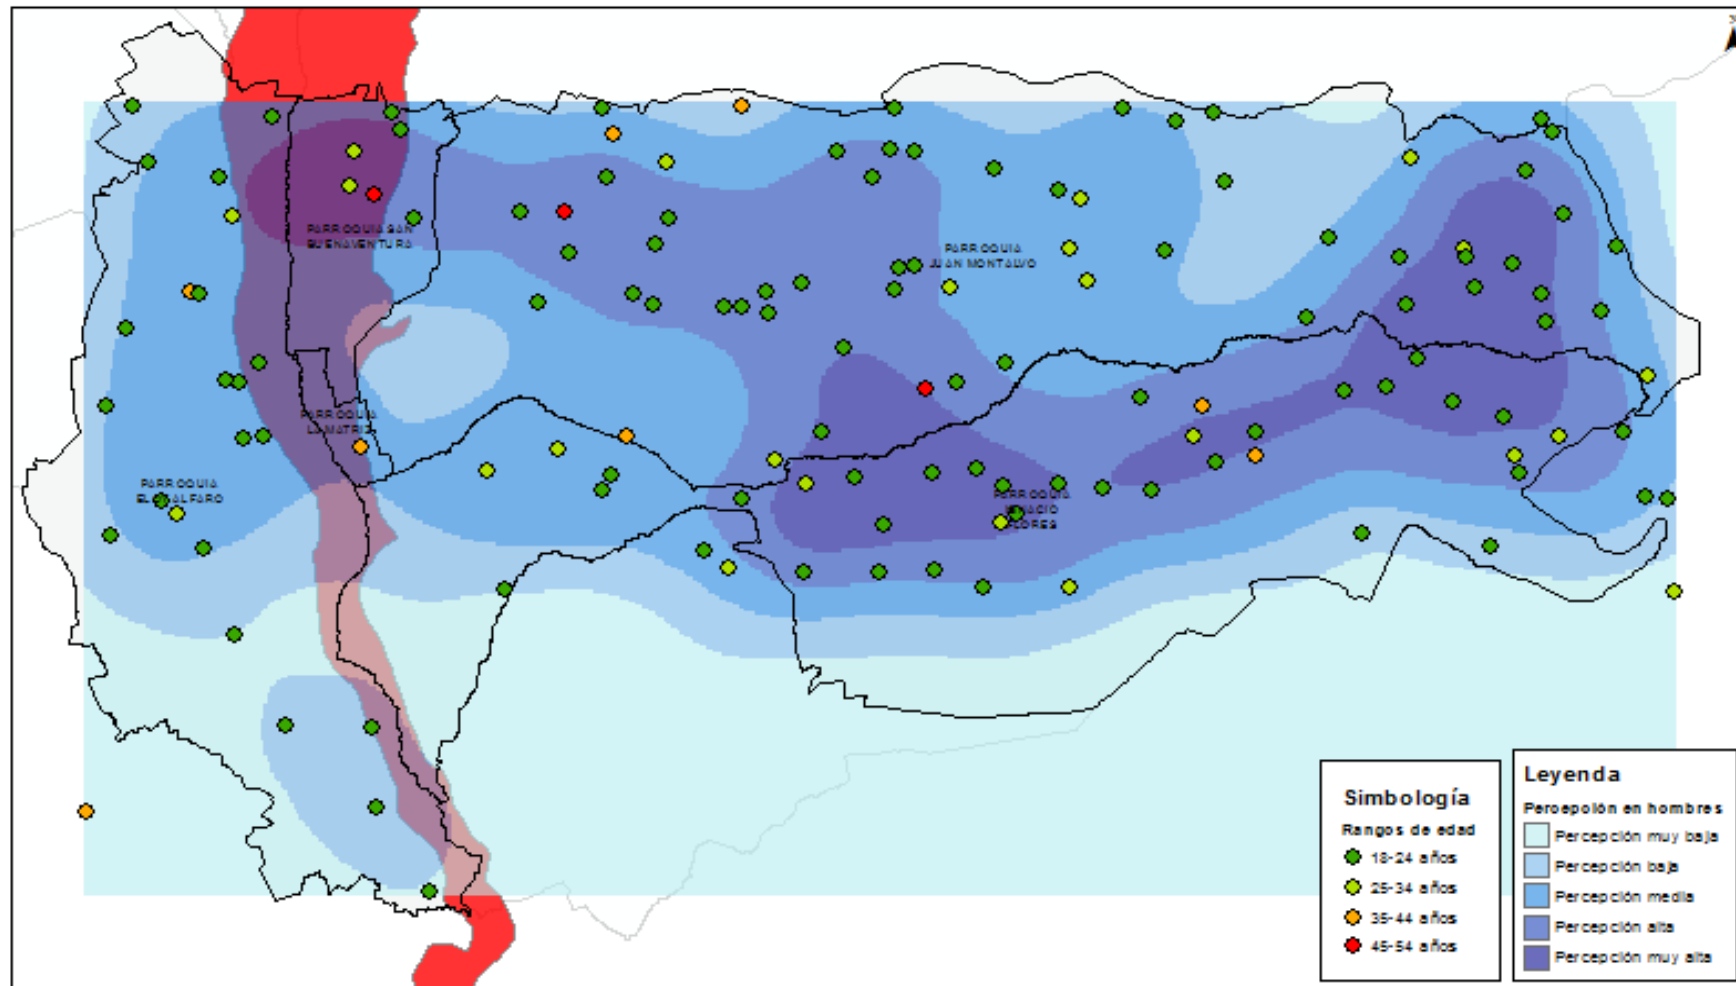 PARROQUIA SAN
BUENAVENTURA
PARROQUIA
JUAN MONTALVO
PARROQUIA
LA MATRIZ
PARROQUIA
ELOY ALFARO
PARROQUIA
IGNACIO
FLORES
Simbología
Rangos de edad
18-24 años
25-34 años
35-44 años
45-54 años
Leyenda
Percepción en hombres
Percepción muy baja
Percepción baja
Percepción media
Percepción alta
Percepción muy alta